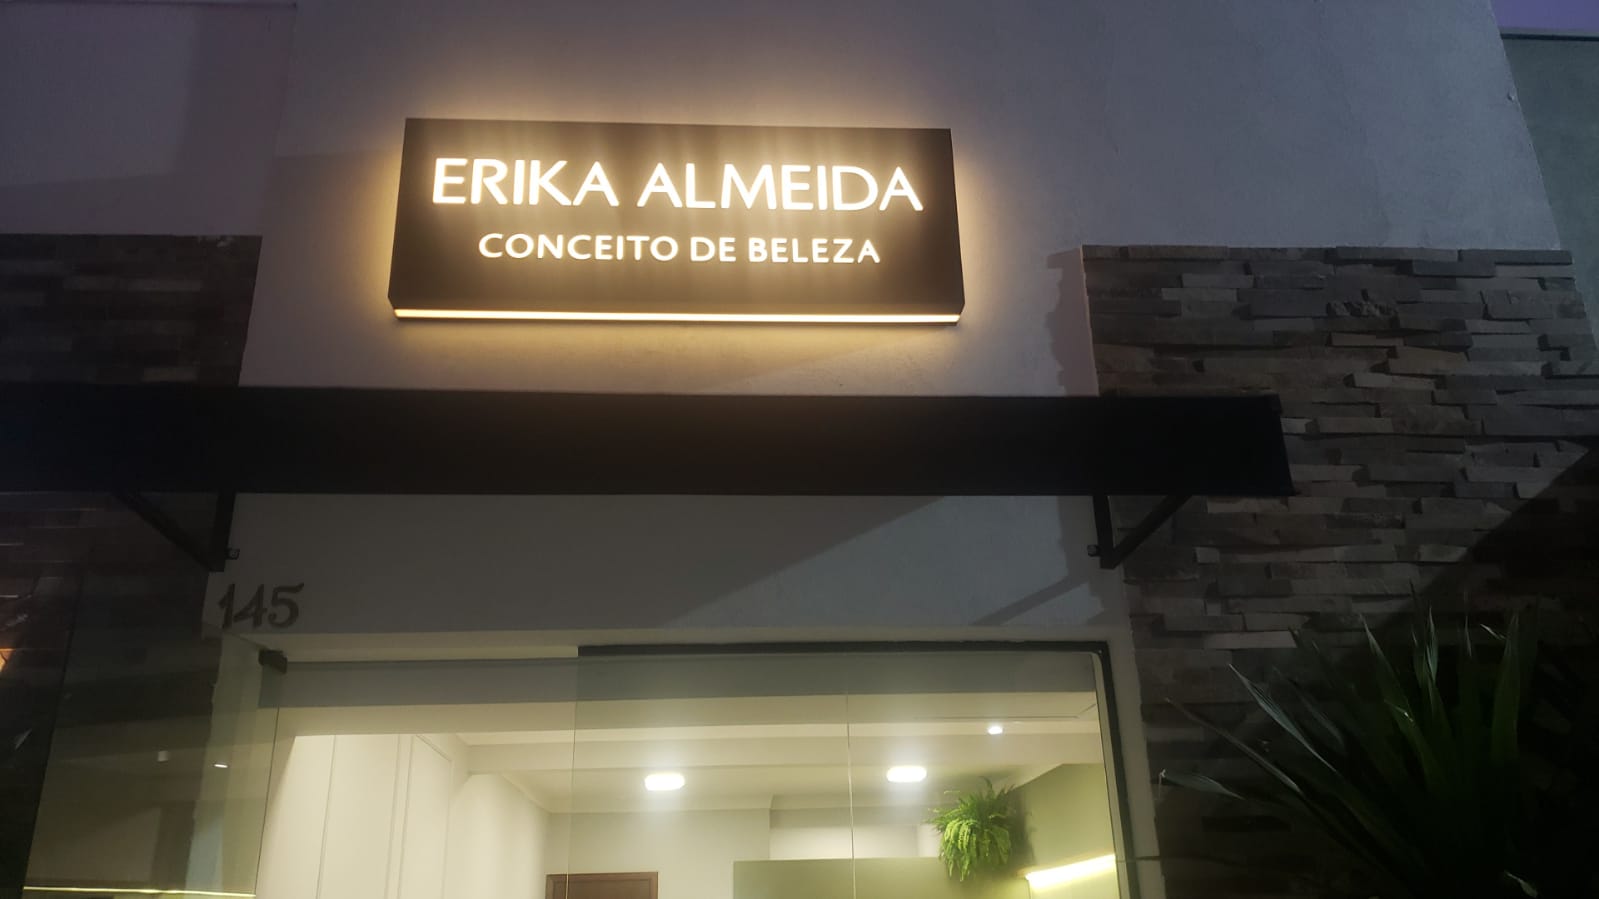 ERIKA ALMEIDA
CONCEITO DE BELEZA
145